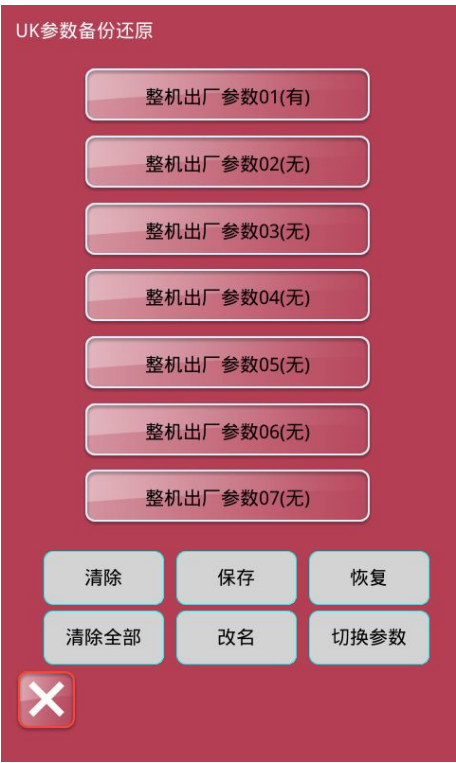 UK参数备份还原
整机出厂参数01(有)
整机出厂参数02(无)
整机出厂参数03(无)
整机出厂参数04(无)
整机出厂参数05(无)
整机出厂参数06(无)
整机出厂参数07(无)
清除 保存 恢复
清除全部 改名 切换参数